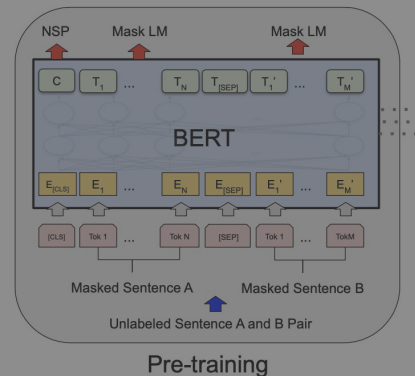 NSP Mask LM Mask LM
C T1 ... TN T[SEP] T1' ... TM'
BERT
E[CLS] E1 ... EN E[SEP] E1' ... EM'
[CLS] Tok 1 ... Tok N [SEP] Tok 1 ... TokM
Masked Sentence A Masked Sentence B
Unlabeled Sentence A and B Pair
Pre-training